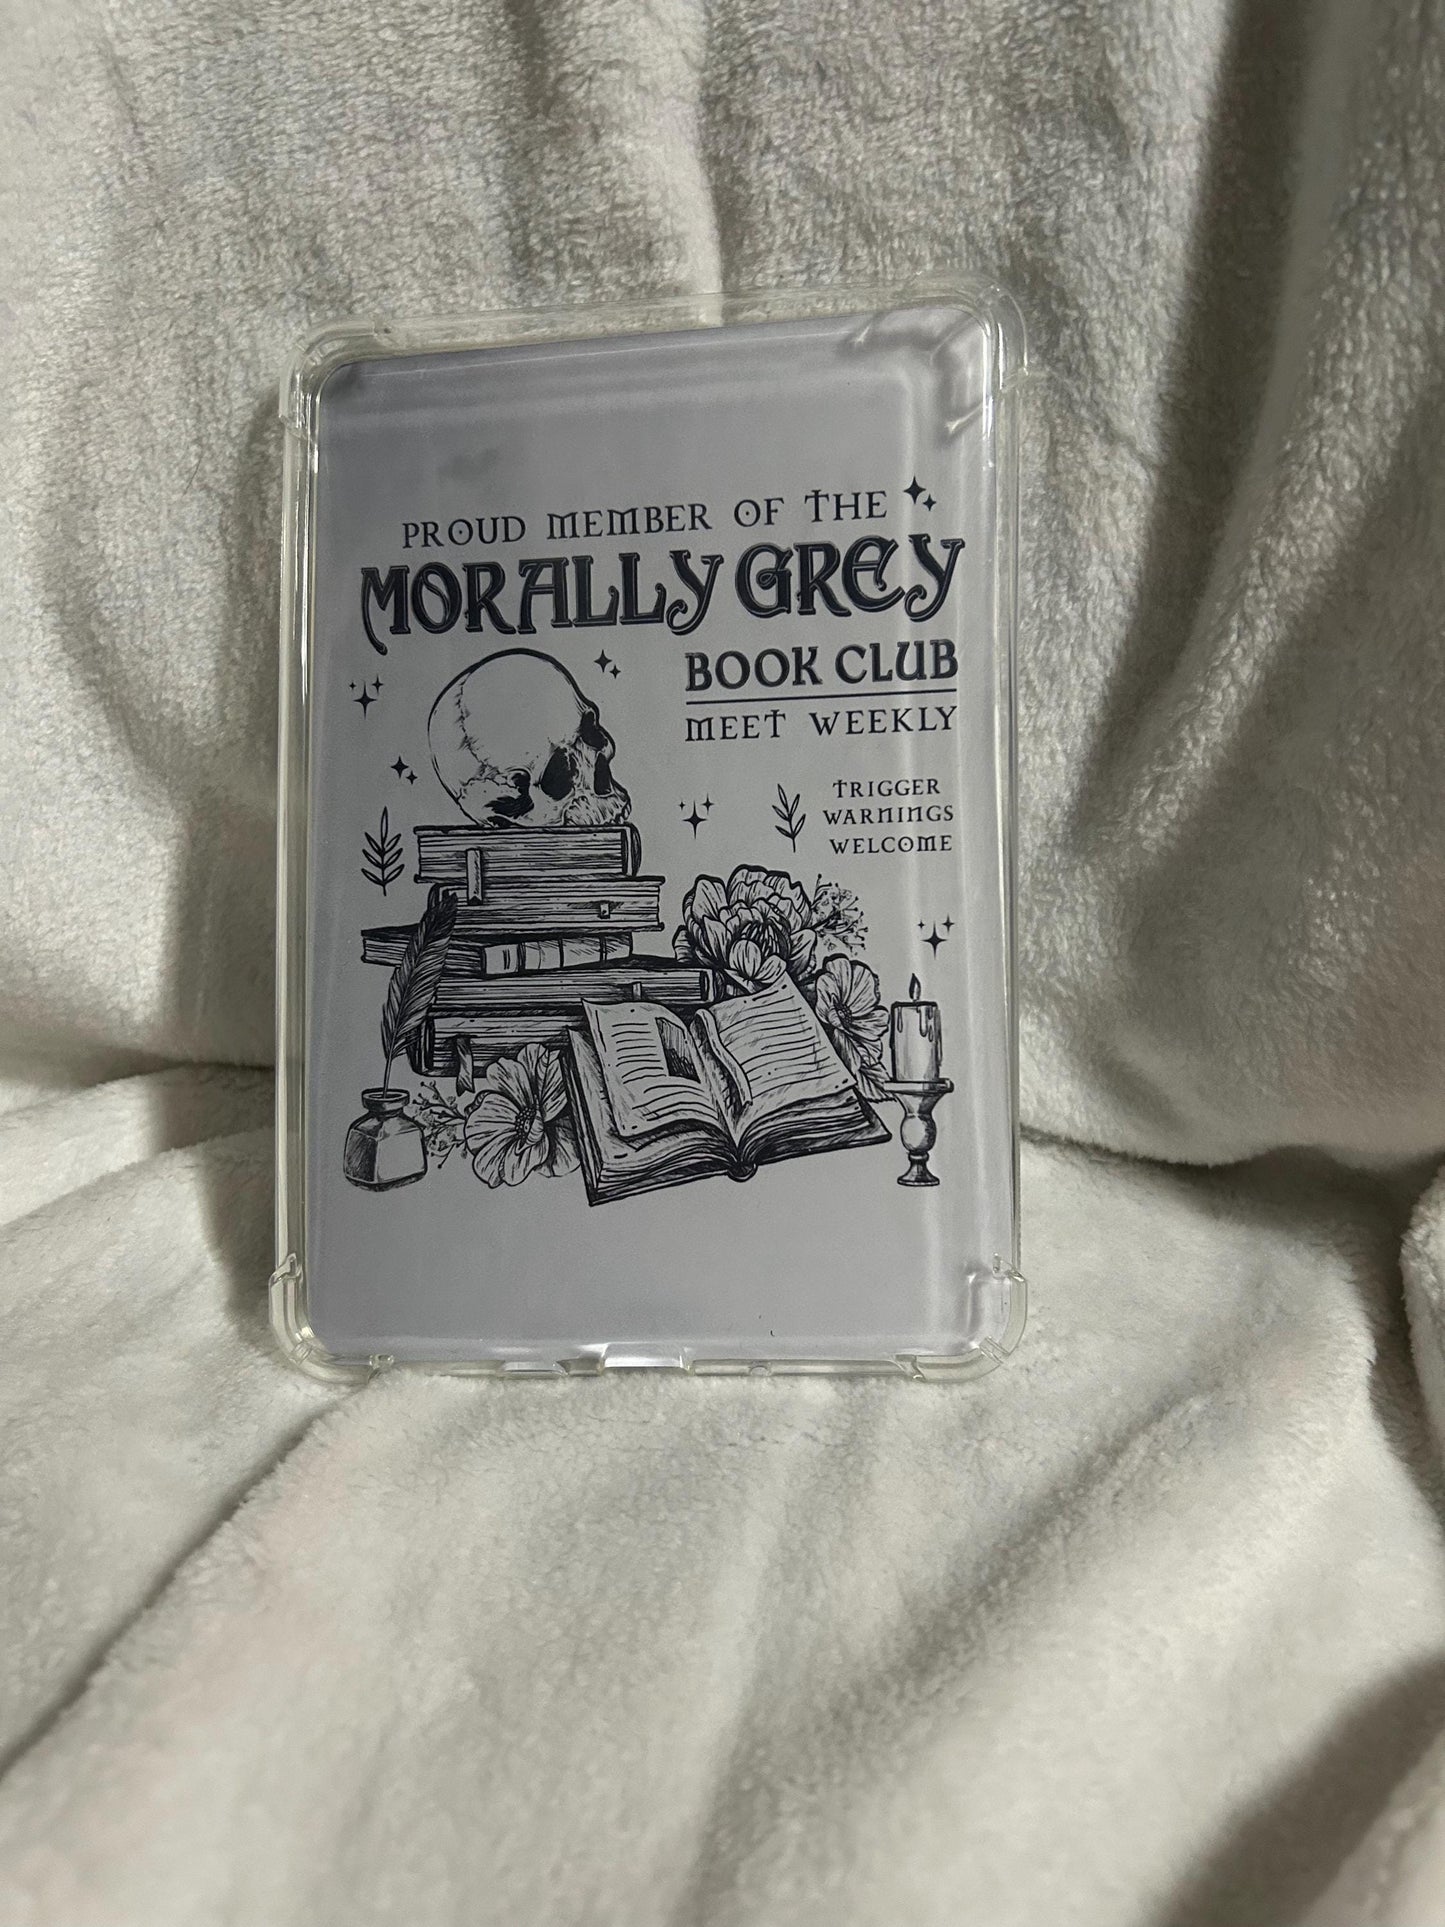 PROUD MEMBER OF THE
MORALLY GREY
BOOK CLUB
MEET WEEKLY
TRIGGER
WARNINGS
WELCOME